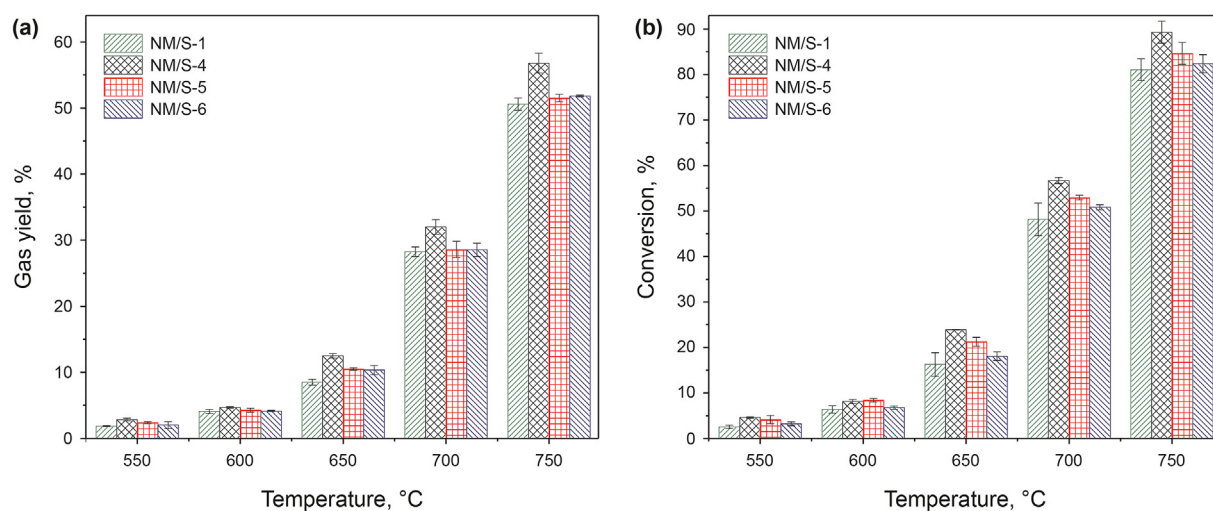 (a)
NM/S-1
NM/S-4
NM/S-5
NM/S-6
Gas yield, %
60
50
40
30
20
10
0
550 600 650 700 750
Temperature, °C
(b)
NM/S-1
NM/S-4
NM/S-5
NM/S-6
Conversion, %
90
80
70
60
50
40
30
20
10
0
550 600 650 700 750
Temperature, °C